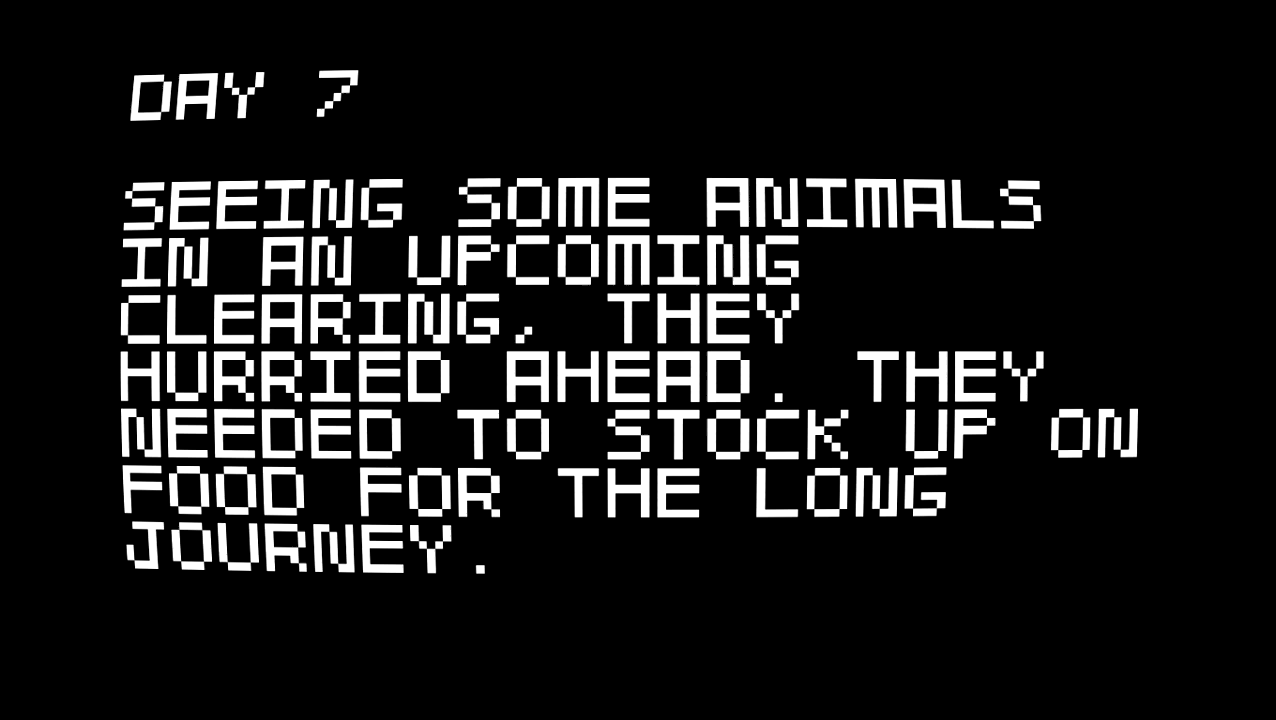 DAY 7
SEEING SOME ANIMALS
IN AN UPCOMING
CLEARING, THEY
HURRIED AHEAD. THEY
NEEDED TO STOCK UP ON
FOOD FOR THE LONG
JOURNEY.